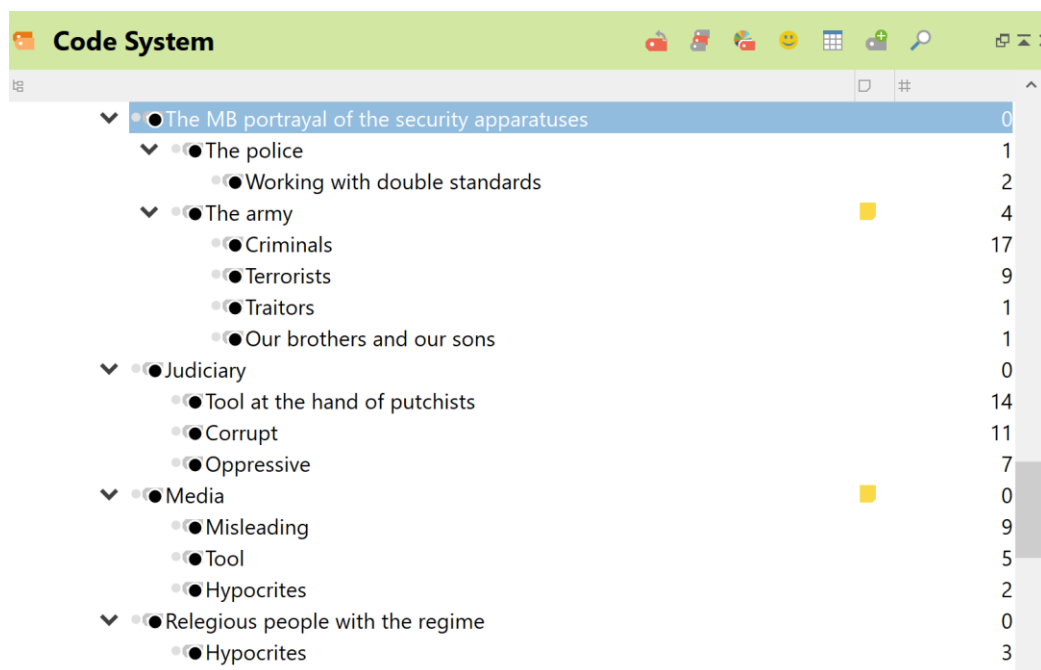 Code System
#
The MB portrayal of the security apparatuses 0
The police 1
Working with double standards 2
The army 4
Criminals 17
Terrorists 9
Traitors 1
Our brothers and our sons 1
Judiciary 0
Tool at the hand of putchists 14
Corrupt 11
Oppressive 7
Media 0
Misleading 9
Tool 5
Hypocrites 2
Relegious people with the regime 0
Hypocrites 3